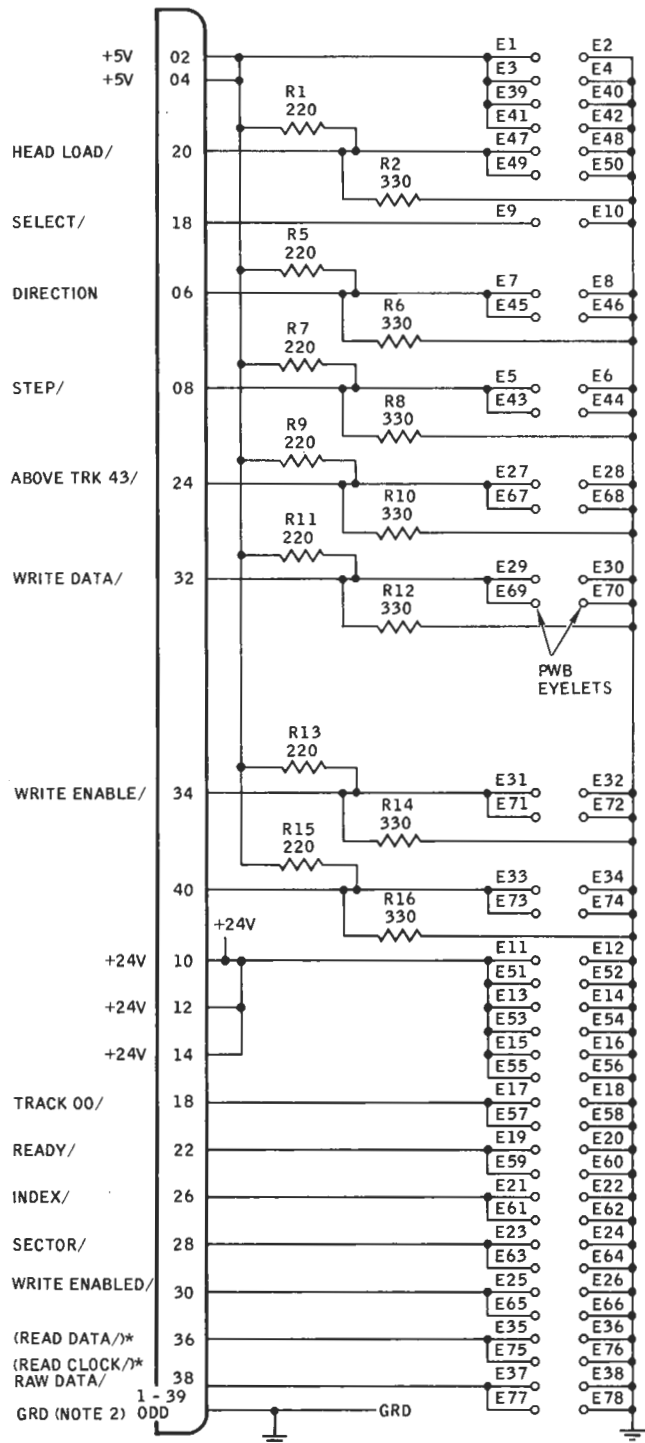 +5V 02 E1 E2
+5V 04 E3 E4
E39 E40
R1
220
E41 E42
HEAD LOAD/ 20 E47 E48
E49 E50
R2
330
SELECT/ 18 E9 E10
R5
220
DIRECTION 06 E7 E8
E45 E46
R6
330
R7
220
STEP/ 08 E5 E6
E43 E44
R8
330
R9
220
ABOVE TRK 43/ 24 E27 E28
E67 E68
R10
330
R11
220
WRITE DATA/ 32 E29 E30
E69 E70
R12
330
PWB
EYELETS
R13
220
WRITE ENABLE/ 34 E31 E32
E71 E72
R14
330
R15
220
40 E33 E34
E73 E74
R16
330
+24V
+24V 10 E11 E12
E51 E52
+24V 12 E13 E14
E53 E54
+24V 14 E15 E16
E55 E56
TRACK 00/ 18 E17 E18
E57 E58
READY/ 22 E19 E20
E59 E60
INDEX/ 26 E21 E22
E61 E62
SECTOR/ 28 E23 E24
E63 E64
WRITE ENABLED/ 30 E25 E26
E65 E66
(READ DATA/)* 36 E35 E36
E75 E76
(READ CLOCK/)*
RAW DATA/ 38 E37 E38
E77 E78
1-39
GRD (NOTE 2) ODD GRD